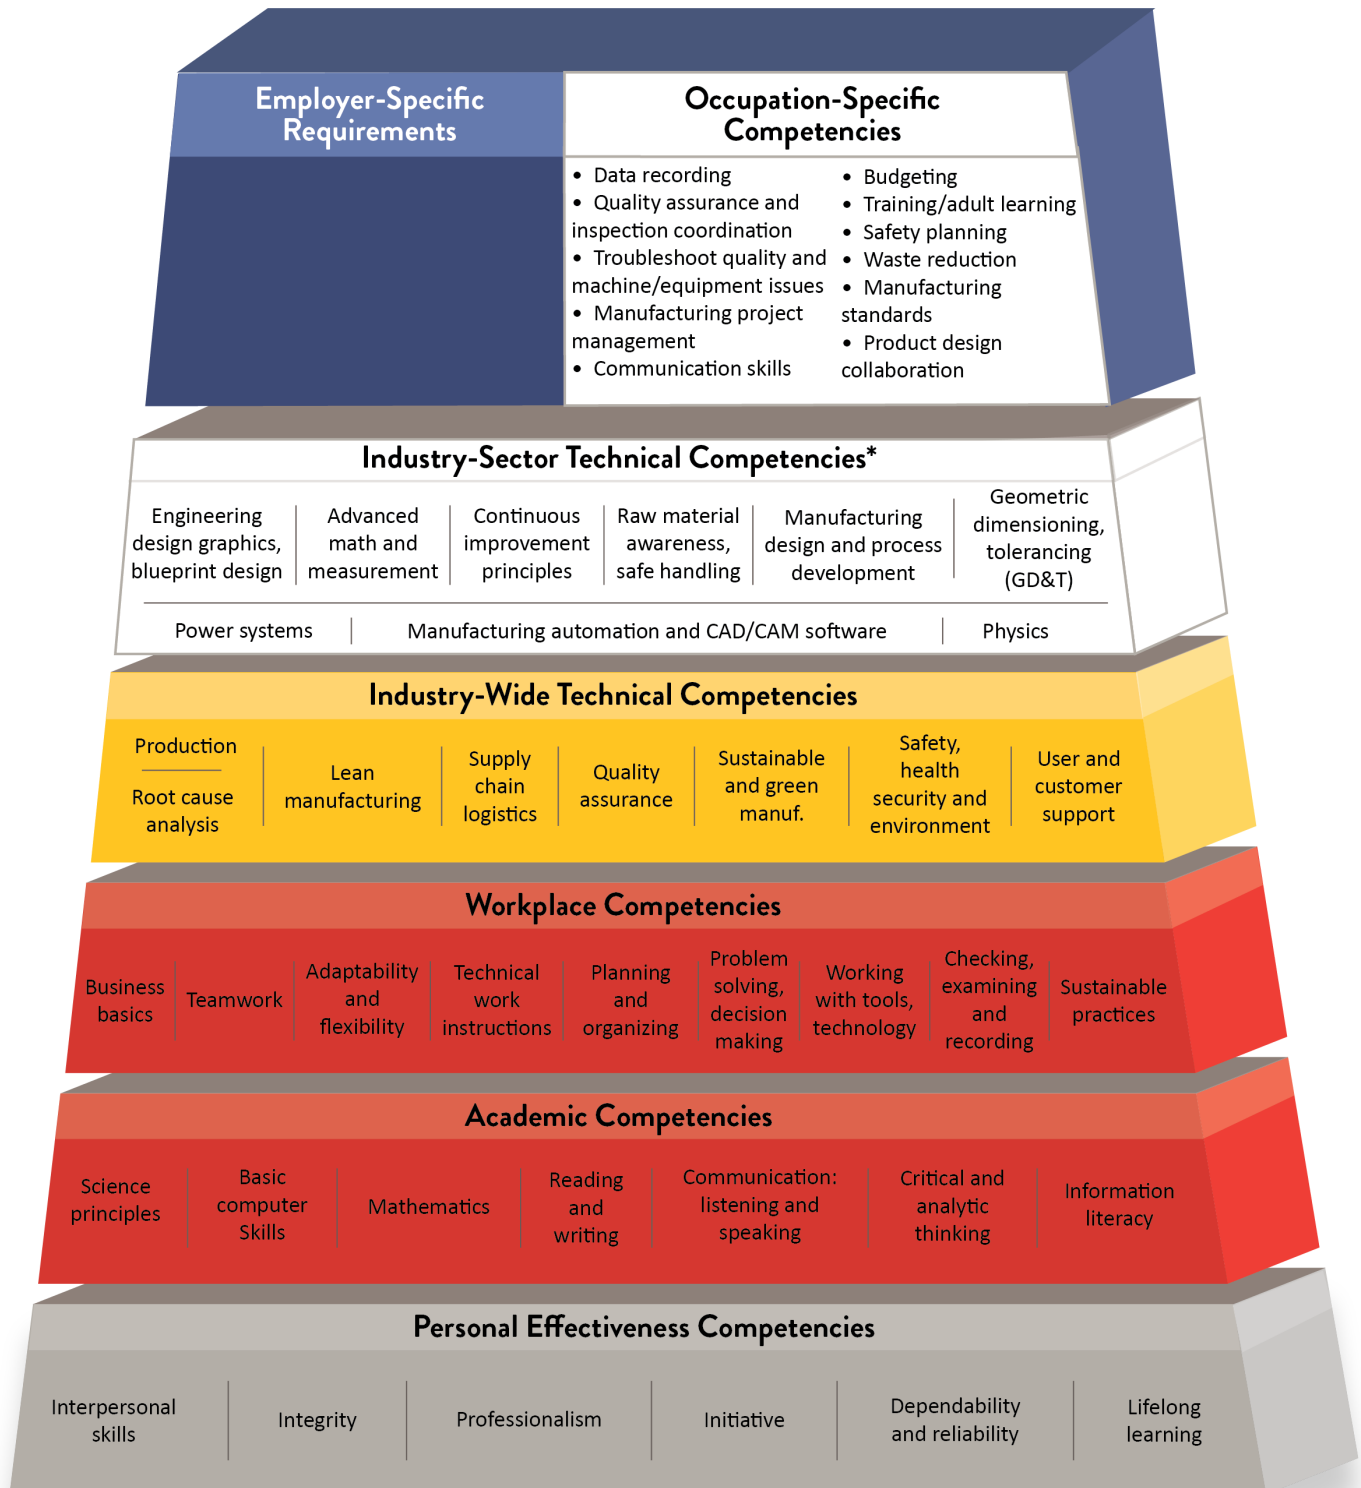 Employer-Specific
Requirements
Occupation-Specific
Competencies
• Data recording
• Quality assurance and
inspection coordination
• Troubleshoot quality and
machine/equipment issues
• Manufacturing project
management
• Communication skills
• Budgeting
• Training/adult learning
• Safety planning
• Waste reduction
• Manufacturing
standards
• Product design
collaboration
Industry-Sector Technical Competencies*
Engineering
design graphics,
blueprint design
Advanced
math and
measurement
Continuous
improvement
principles
Raw material
awareness,
safe handling
Manufacturing
design and process
development
Geometric
dimensioning,
tolerancing
(GD&T)
Power systems
Manufacturing automation and CAD/CAM software
Physics
Industry-Wide Technical Competencies
Production
Root cause
analysis
Lean
manufacturing
Supply
chain
logistics
Quality
assurance
Sustainable
and green
manuf.
Safety,
health
security and
environment
User and
customer
support
Workplace Competencies
Business
basics
Teamwork
Adaptability
and
flexibility
Technical
work
instructions
Planning
and
organizing
Problem
solving,
decision
making
Working
with tools,
technology
Checking,
examining
and
recording
Sustainable
practices
Academic Competencies
Science
principles
Basic
computer
Skills
Mathematics
Reading
and
writing
Communication:
listening and
speaking
Critical and
analytic
thinking
Information
literacy
Personal Effectiveness Competencies
Interpersonal
skills
Integrity
Professionalism
Initiative
Dependability
and reliability
Lifelong
learning